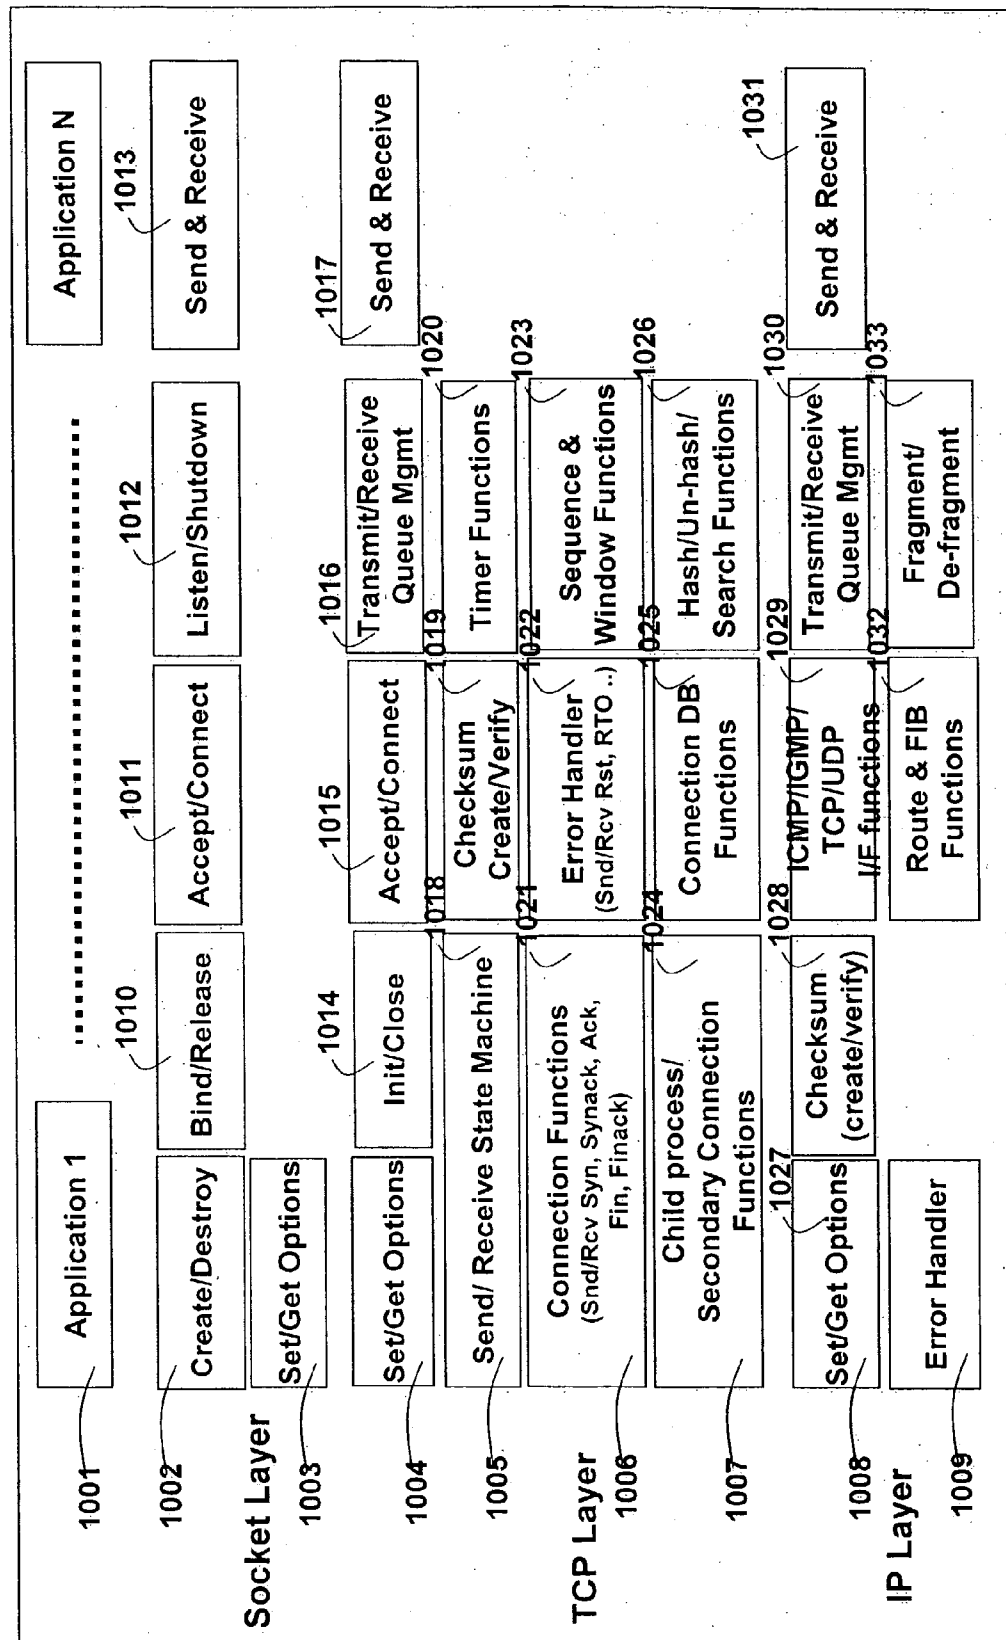 Application 1
Application N
1001
1010
1011
1012
1013
1002
Create/Destroy
Bind/Release
Accept/Connect
Listen/Shutdown
Send & Receive
Socket Layer
Set/Get Options
1003
1014
1015
1016
1017
1004
Set/Get Options
Init/Close
Accept/Connect
Transmit/Receive
Queue Mgmt
Send & Receive
1018
1019
1020
1005
Send/ Receive State Machine
Checksum
Create/Verify
Timer Functions
1021
1022
1023
TCP Layer
1006
Connection Functions
(Snd/Rcv Syn, Synack, Ack,
Fin, Finack)
Error Handler
(Snd/Rcv Rst, RTO ..)
Sequence &
Window Functions
1024
1025
1026
1007
Child process/
Secondary Connection
Functions
Connection DB
Functions
Hash/Un-hash/
Search Functions
1027
1028
1029
1030
1031
1008
Set/Get Options
Checksum
(create/verify)
ICMP/IGMP/
TCP/UDP
I/F functions
Transmit/Receive
Queue Mgmt
Send & Receive
IP Layer
1032
1033
1009
Error Handler
Route & FIB
Functions
Fragment/
De-fragment